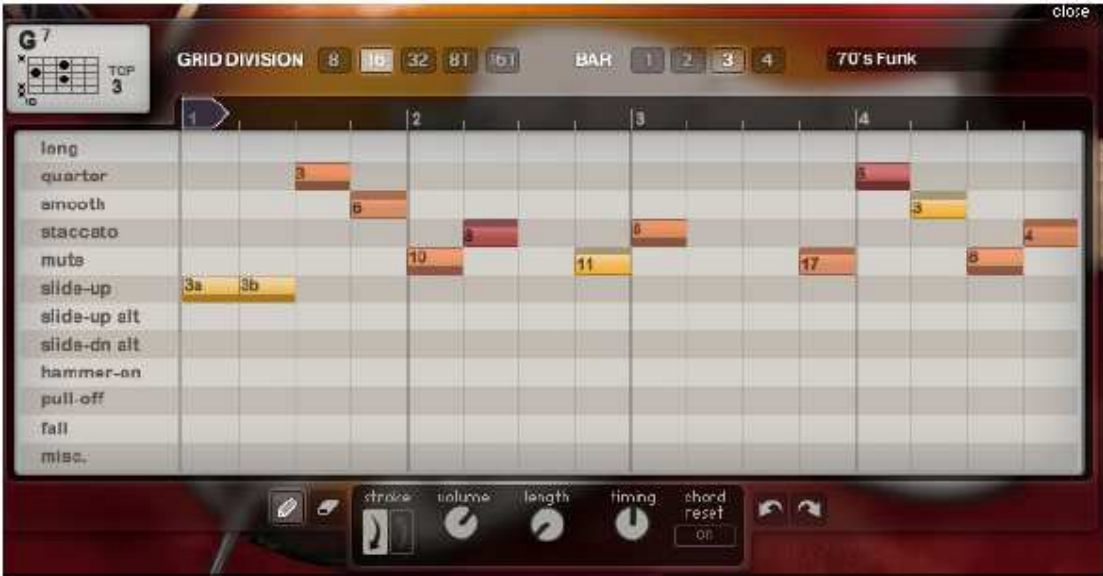 close
G 7
TOP
3
x
x
x
10
GRID DIVISION 8 16 32 8T 16T
BAR 1 2 3 4
70's Funk
1 2 3 4
long
quarter 3 5
smooth 6 3
staccato 8 6 4
mute 10 11 17 6
slide-up 3a 3b
slide-up alt
slide-dn alt
hammer-on
pull-off
fall
misc.
stroke volume length timing chord
reset
on